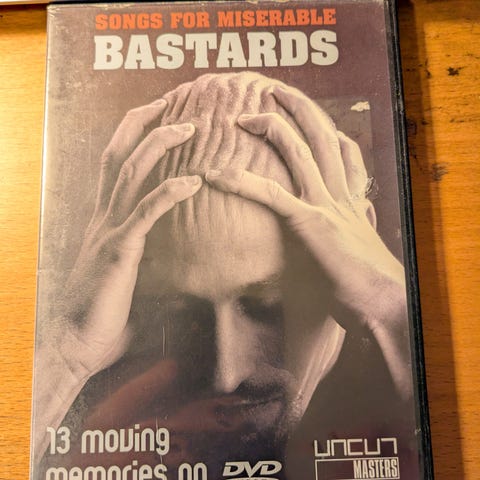 SONGS FOR MISERABLE
BASTARDS
13 moving
memories on DVD
UNCUT
MASTERS